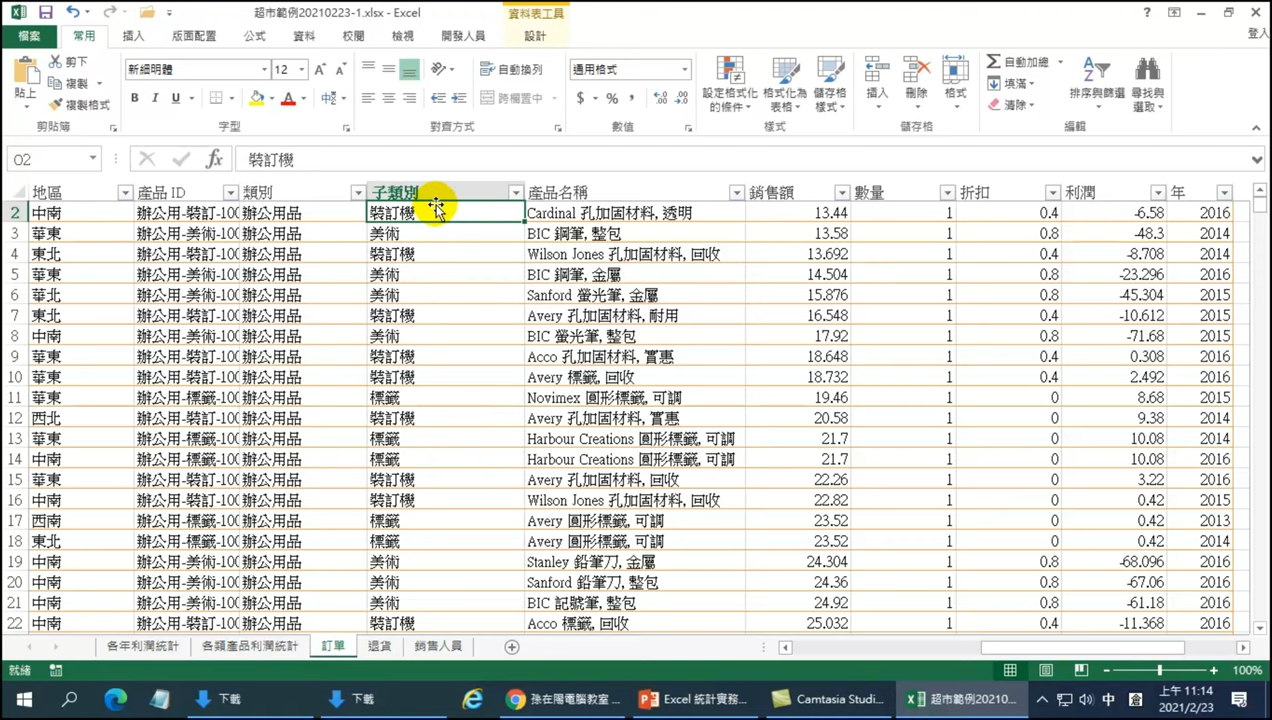 超市範例20210223-1.xlsx - Excel
資料表工具
檔案 常用 插入 版面配置 公式 資料 校閱 檢視 開發人員 設計 登入
貼上
剪下
複製
複製格式
剪貼簿
新細明體 12
B I U
字型
自動換列
跨欄置中
對齊方式
通用格式
$ % ,
數值
設定格式化的條件
格式化為表格
儲存格樣式
樣式
插入 刪除 格式
儲存格
自動加總
填滿
清除
排序與篩選
尋找與選取
編輯
O2 fx 裝訂機
地區 產品 ID 類別 子類別 產品名稱 銷售額 數量 折扣 利潤 年
2 中南 辦公用-裝訂-100 辦公用品 裝訂機 Cardinal 孔加固材料, 透明 13.44 1 0.4 -6.58 2016
3 華東 辦公用-美術-100 辦公用品 美術 BIC 鋼筆, 整包 13.58 1 0.8 -48.3 2014
4 東北 辦公用-裝訂-100 辦公用品 裝訂機 Wilson Jones 孔加固材料, 回收 13.692 1 0.4 -8.708 2014
5 華東 辦公用-美術-100 辦公用品 美術 BIC 鋼筆, 金屬 14.504 1 0.8 -23.296 2016
6 華北 辦公用-美術-100 辦公用品 美術 Sanford 螢光筆, 金屬 15.876 1 0.8 -45.304 2015
7 東北 辦公用-裝訂-100 辦公用品 裝訂機 Avery 孔加固材料, 耐用 16.548 1 0.4 -10.612 2015
8 中南 辦公用-美術-100 辦公用品 美術 BIC 螢光筆, 整包 17.92 1 0.8 -71.68 2015
9 華東 辦公用-裝訂-100 辦公用品 裝訂機 Acco 孔加固材料, 實惠 18.648 1 0.4 0.308 2016
10 華東 辦公用-裝訂-100 辦公用品 裝訂機 Avery 標籤, 回收 18.732 1 0.4 2.492 2016
11 華東 辦公用-標籤-100 辦公用品 標籤 Novimex 圓形標籤, 可調 19.46 1 0 8.68 2015
12 西北 辦公用-裝訂-100 辦公用品 裝訂機 Avery 孔加固材料, 實惠 20.58 1 0 9.38 2014
13 華東 辦公用-標籤-100 辦公用品 標籤 Harbour Creations 圓形標籤, 可調 21.7 1 0 10.08 2014
14 中南 辦公用-標籤-100 辦公用品 標籤 Harbour Creations 圓形標籤, 可調 21.7 1 0 10.08 2016
15 華東 辦公用-裝訂-100 辦公用品 裝訂機 Avery 孔加固材料, 回收 22.26 1 0 3.22 2016
16 中南 辦公用-裝訂-100 辦公用品 裝訂機 Wilson Jones 孔加固材料, 回收 22.82 1 0 0.42 2015
17 西南 辦公用-標籤-100 辦公用品 標籤 Avery 圓形標籤, 可調 23.52 1 0 0.42 2013
18 東北 辦公用-標籤-100 辦公用品 標籤 Avery 圓形標籤, 可調 23.52 1 0 0.42 2014
19 中南 辦公用-美術-100 辦公用品 美術 Stanley 鉛筆刀, 金屬 24.304 1 0.8 -68.096 2016
20 中南 辦公用-美術-100 辦公用品 美術 Sanford 鉛筆刀, 整包 24.36 1 0.8 -67.06 2016
21 中南 辦公用-美術-100 辦公用品 美術 BIC 記號筆, 整包 24.92 1 0.8 -61.18 2016
22 中南 辦公用-裝訂-100 辦公用品 裝訂機 Acco 標籤, 回收 25.032 1 0.4 -11.368 2016
各年利潤統計 各類產品利潤統計 訂單 退貨 銷售人員
就緒 100%
下載 下載 孫在陽電腦教室... Excel 統計實務... Camtasia Studi... 超市範例20210... 中 上午 11:14
2021/2/23